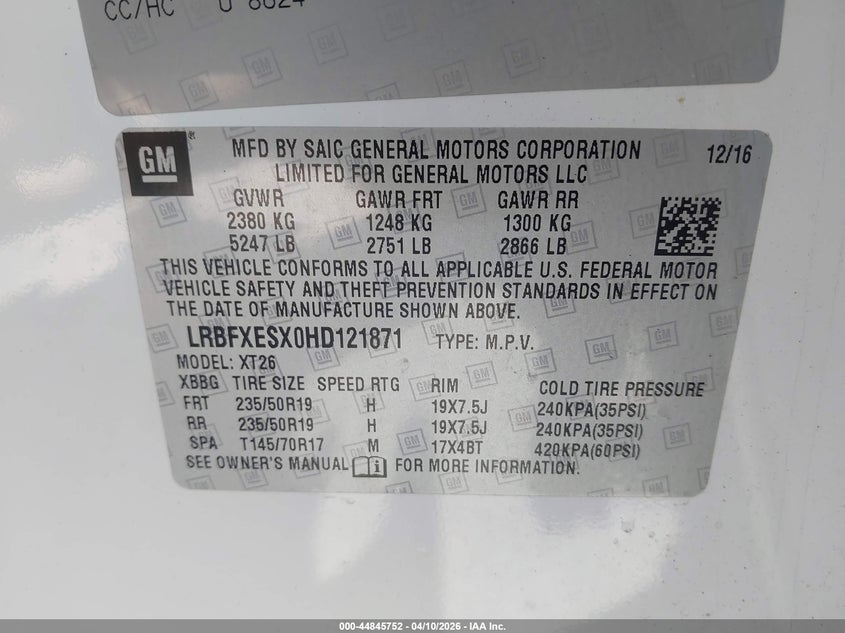 CC/HC U 8624
GM
MFD BY SAIC GENERAL MOTORS CORPORATION 12/16
LIMITED FOR GENERAL MOTORS LLC
GVWR GAWR FRT GAWR RR
2380 KG 1248 KG 1300 KG
5247 LB 2751 LB 2866 LB
THIS VEHICLE CONFORMS TO ALL APPLICABLE U.S. FEDERAL MOTOR
VEHICLE SAFETY AND THEFT PREVENTION STANDARDS IN EFFECT ON
THE DATE OF MANUFACTURE SHOWN ABOVE.
LRBFXESX0HD121871 TYPE: M.P.V.
MODEL: XT26
XBBG TIRE SIZE SPEED RTG RIM COLD TIRE PRESSURE
FRT 235/50R19 H 19X7.5J 240KPA(35PSI)
RR 235/50R19 H 19X7.5J 240KPA(35PSI)
SPA T145/70R17 M 17X4BT 420KPA(60PSI)
SEE OWNER'S MANUAL FOR MORE INFORMATION.
000-44845752 — 04/10/2026 — IAA Inc.